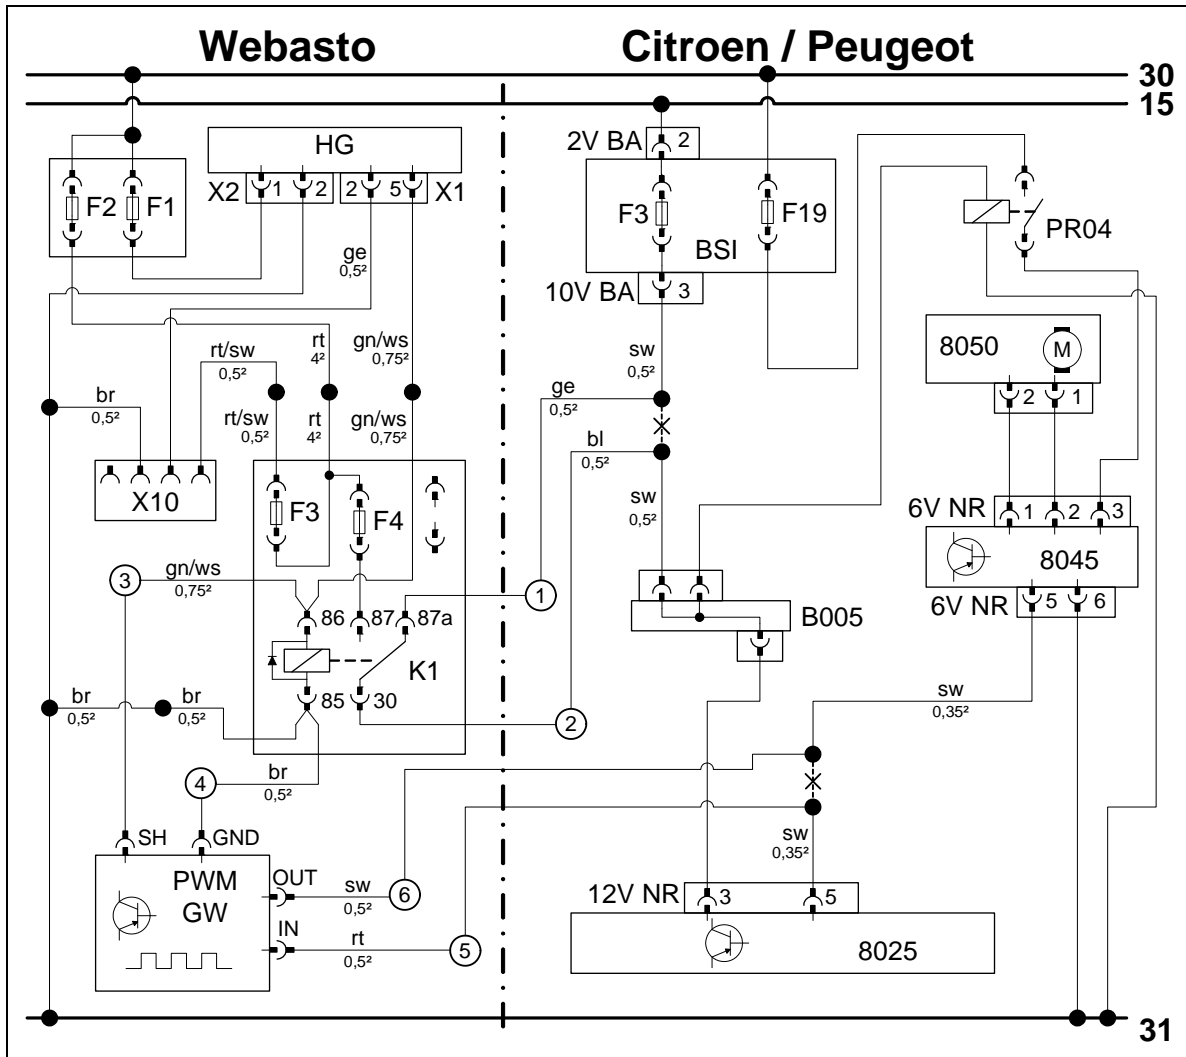 Webasto
Citroen / Peugeot
30
15
HG
2V BA 2
X2 1 2 2 5 X1
F2 F1
F3 F19
BSI
PR04
ge
0,5²
10V BA 3
8050 M
2 1
rt/sw
0,5²
rt
4²
gn/ws
0,75²
sw
0,5²
br
0,5²
rt/sw
0,5²
rt
4²
gn/ws
0,75²
ge
0,5²
bl
0,5²
X10
F3 F4
sw
0,5²
6V NR 1 2 3
8045
6V NR 5 6
3
gn/ws
0,75²
1
86 87 87a
B005
K1
85 30
br
0,5²
br
0,5²
2
sw
0,35²
4
br
0,5²
SH GND
PWM
GW
OUT
sw
0,5²
6
IN
rt
0,5²
5
sw
0,35²
12V NR 3 5
8025
31